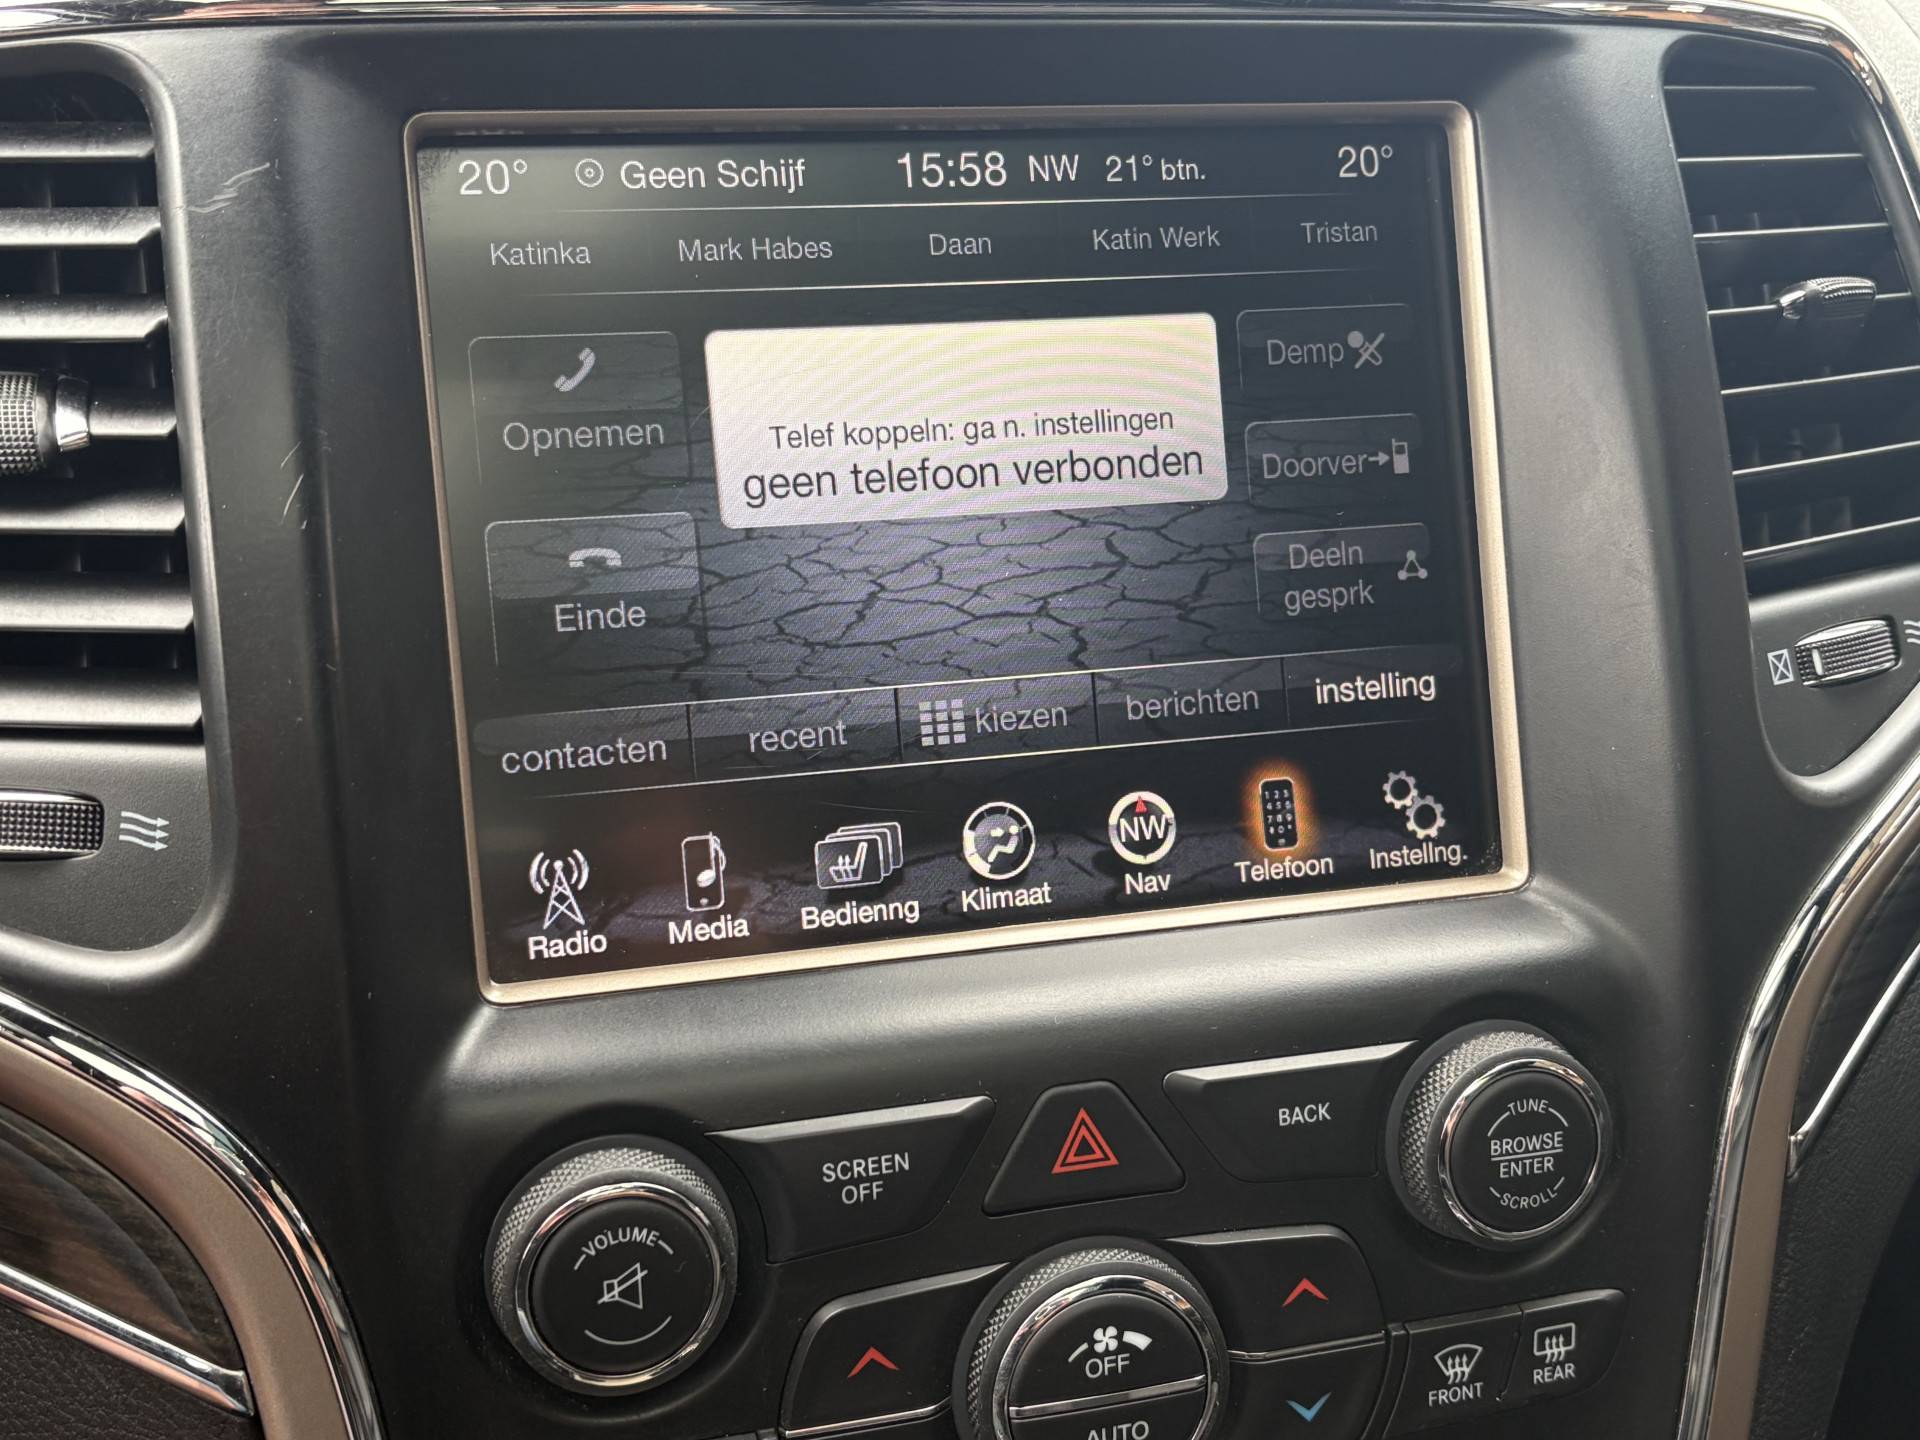 20° Geen Schijf 15:58 NW 21° btn. 20°
Katinka Mark Habes Daan Katin Werk Tristan
Opnemen
Telef koppeln: ga n. instellingen
geen telefoon verbonden
Demp
Doorver
Einde
Deeln
gesprk
contacten recent kiezen berichten instelling
NW
Radio Media Bedienng Klimaat Nav Telefoon Instellng.
SCREEN
OFF
BACK
TUNE
BROWSE
ENTER
SCROLL
VOLUME
OFF
AUTO
FRONT
REAR